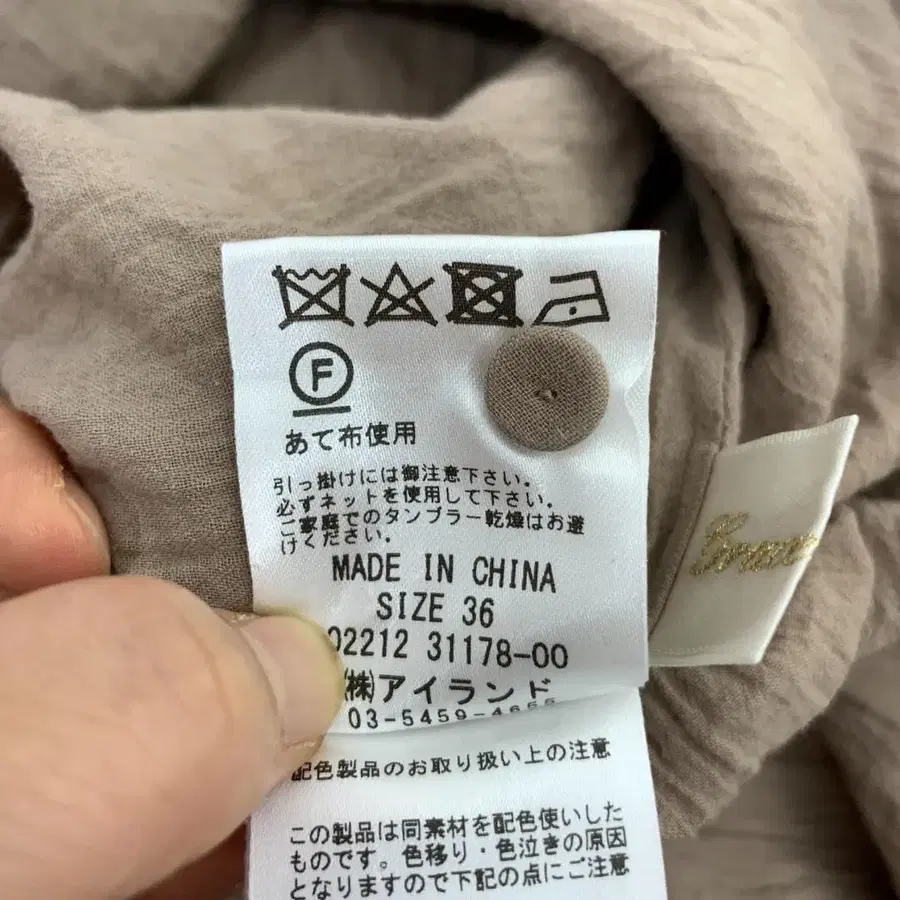 F
あて布使用
引っ掛けには御注意下さい。
必ずネットを使用して下さい。
ご家庭でのタンブラー乾燥はお避
けください。
MADE IN CHINA
SIZE 36
02212 31178-00
㈱アイランド
03-5459-4655
配色製品のお取り扱い上の注意
この製品は同素材を配色使いした
ものです。色移り・色泣きの原因
となりますので下記の点にご注意